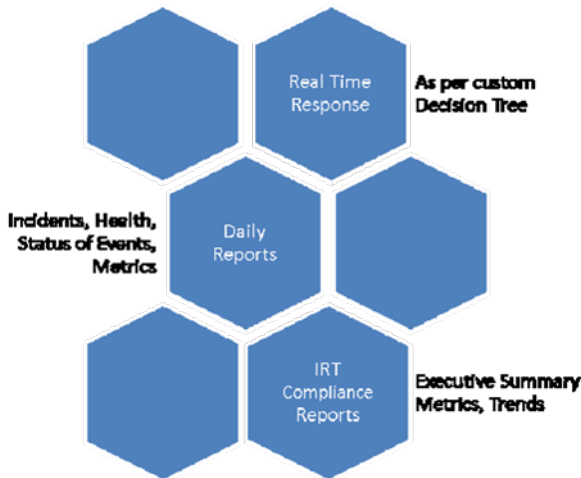 Real Time
Response
As per custom
Decision Tree
Incidents, Health,
Status of Events,
Metrics
Daily
Reports
IRT
Compliance
Reports
Executive Summary
Metrics, Trends